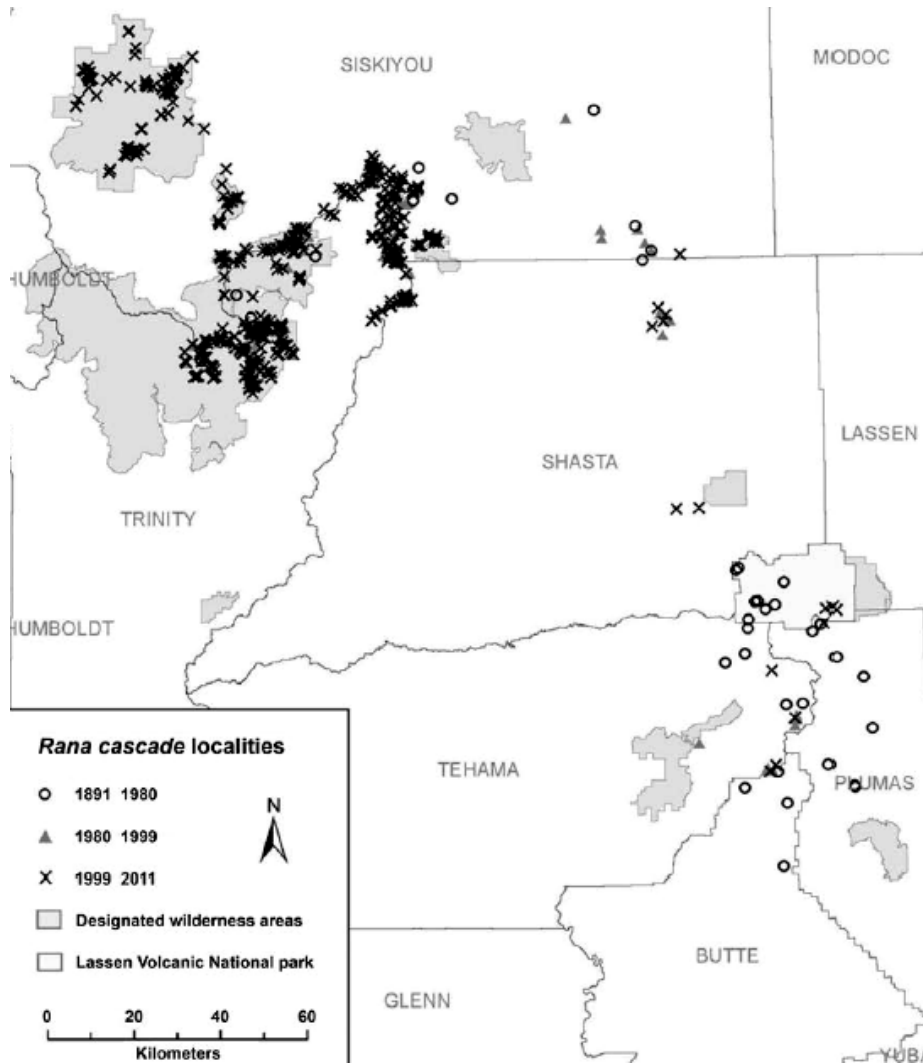 SISKIYOU
MODOC
HUMBOLDT
LASSEN
SHASTA
TRINITY
HUMBOLDT
TEHAMA
PLUMAS
BUTTE
GLENN
YUB
Rana cascade localities
1891 1980
1980 1999
1999 2011
Designated wilderness areas
Lassen Volcanic National park
N
0 20 40 60
Kilometers